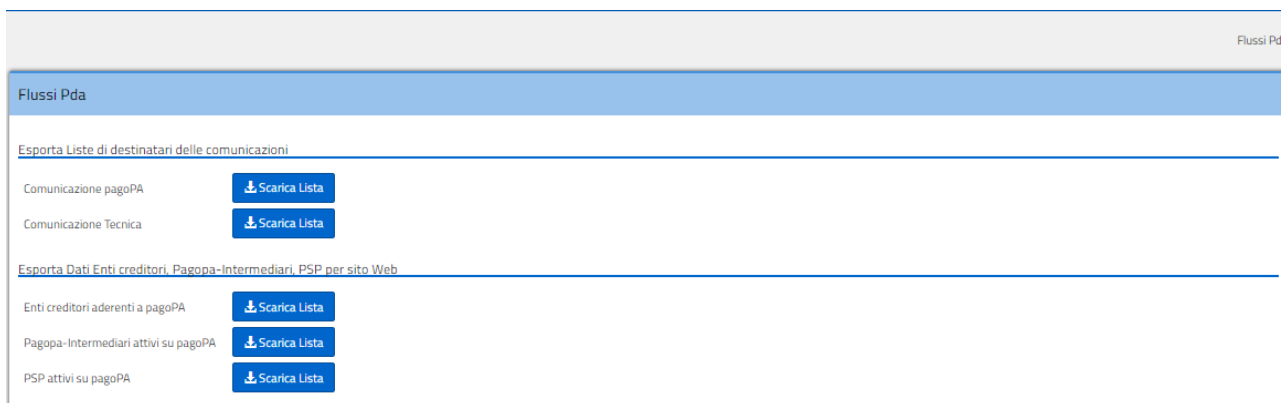 Flussi Pd
Flussi Pda
Esporta Liste di destinatari delle comunicazioni
Comunicazione pagoPA Scarica Lista
Comunicazione Tecnica Scarica Lista
Esporta Dati Enti creditori, Pagopa-Intermediari, PSP per sito Web
Enti creditori aderenti a pagoPA Scarica Lista
Pagopa-Intermediari attivi su pagoPA Scarica Lista
PSP attivi su pagoPA Scarica Lista